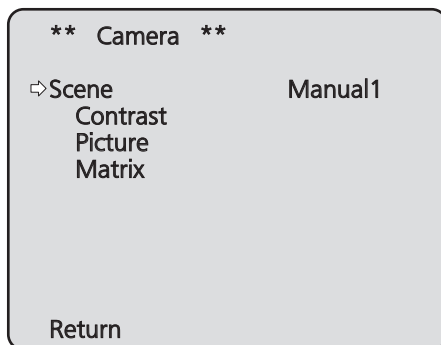 ** Camera **
⇨Scene Manual1
Contrast
Picture
Matrix
Return